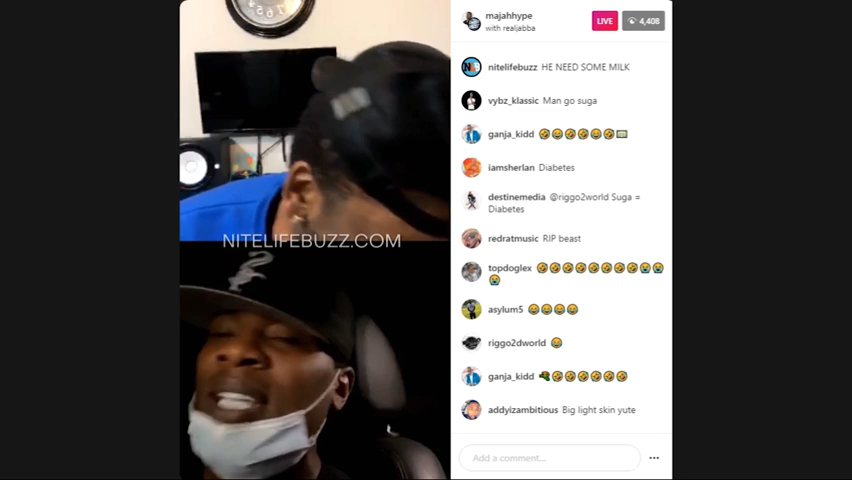 majahhype
with realjabba
LIVE
4,408
nitelifebuzz HE NEED SOME MILK
vybz_klassic Man go suga
ganja_kidd 🤣😂🤣🤣😂🤣💵
iamsherlan Diabetes
destinemedia @riggo2world Suga =
Diabetes
redratmusic RIP beast
topdoglex 🤣🤣🤣🤣🤣🤣🤣🤣😭😭
😭
asylum5 😂😂😂😂
riggo2dworld 😂
ganja_kidd 🔫🤣🤣🤣🤣🤣🤣
addyizambitious Big light skin yute
Add a comment...
NITELIFEBUZZ.COM